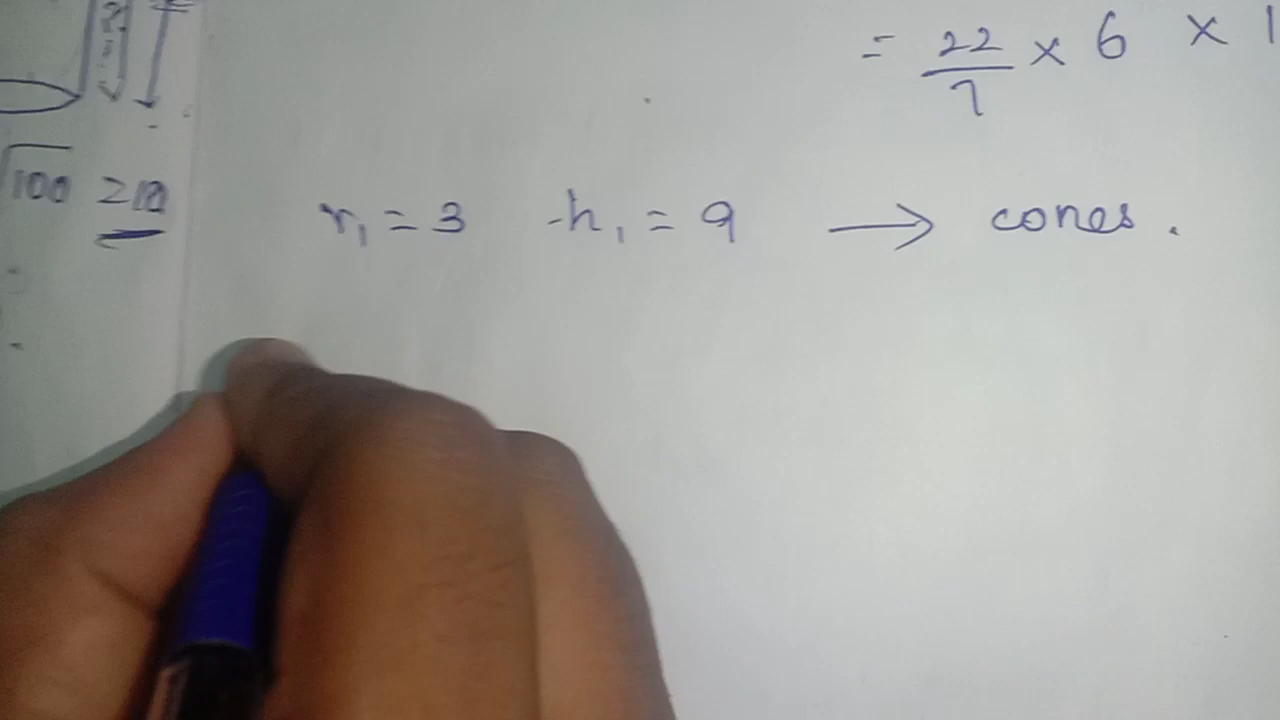 = 22/7 × 6 × 1
√100 = 10
r₁ = 3 h₁ = 9 → cones.